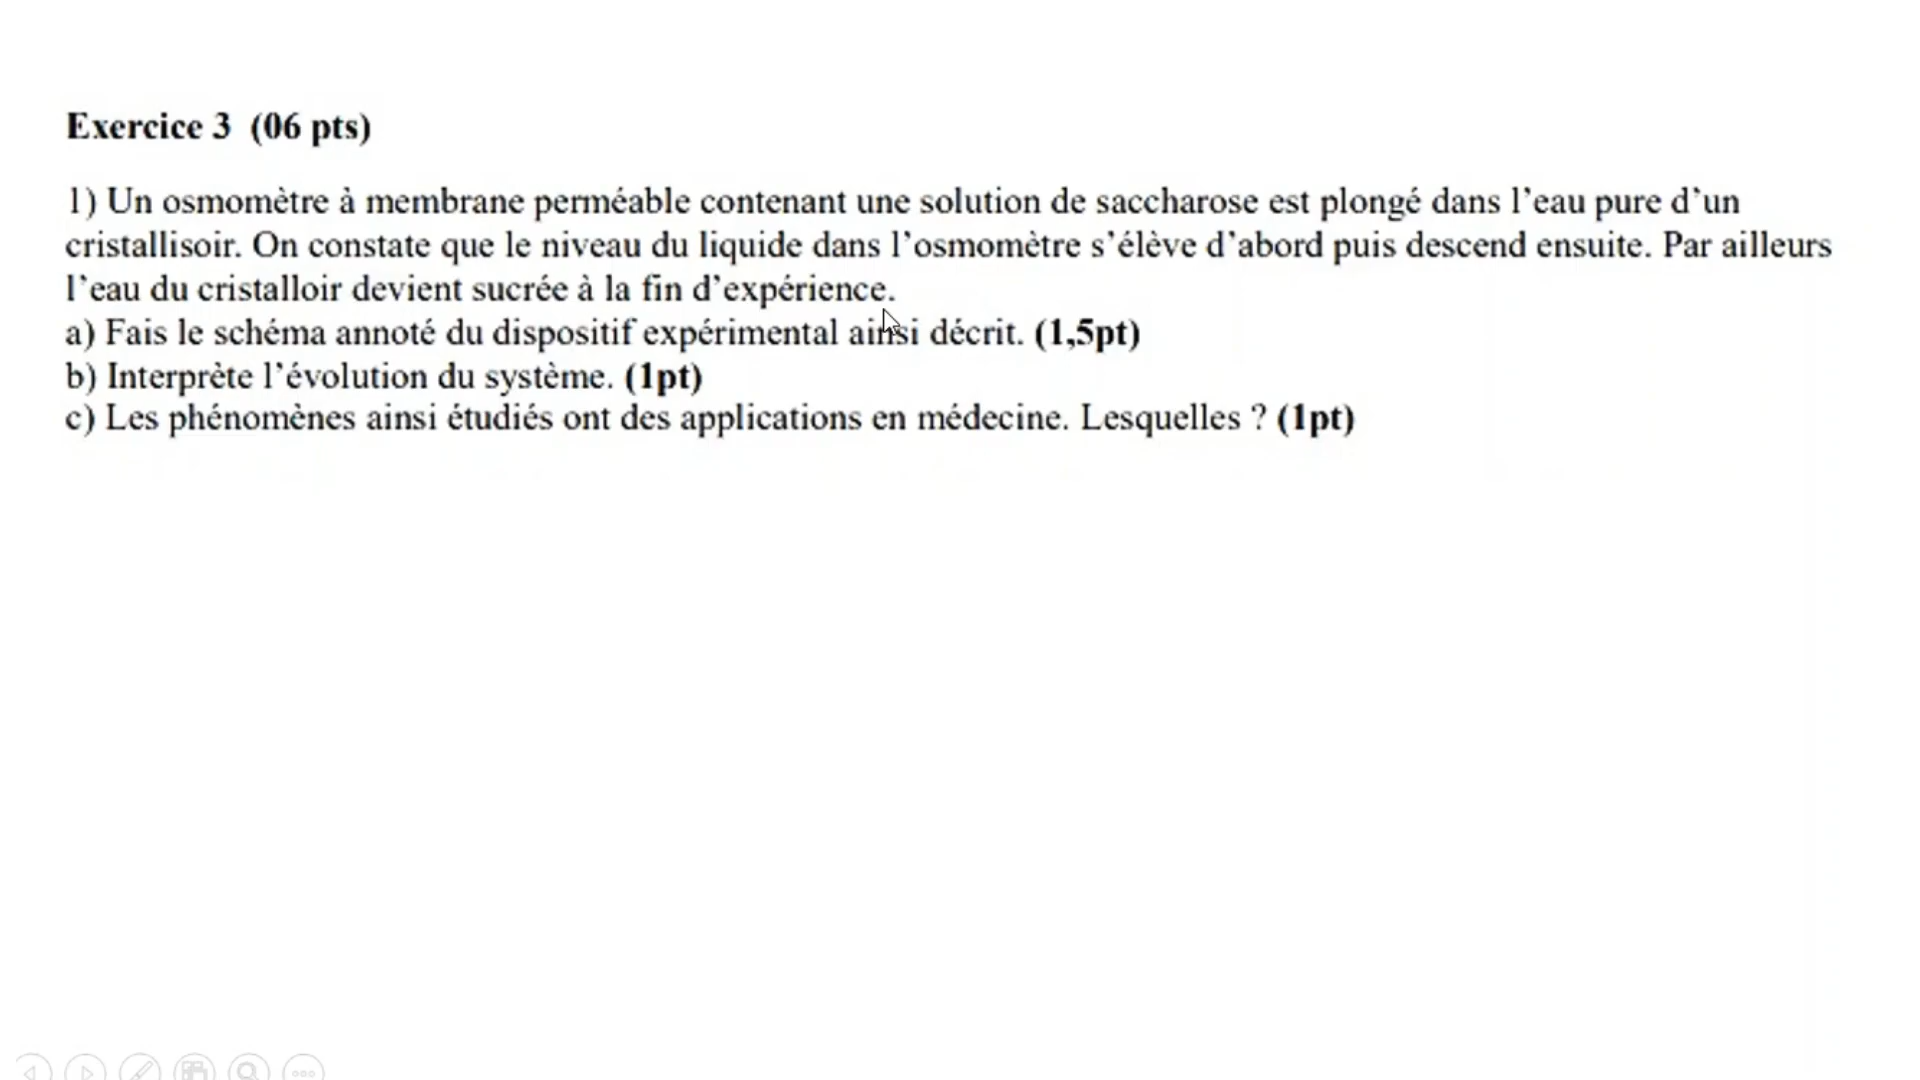 Exercice 3 (06 pts)
1) Un osmomètre à membrane perméable contenant une solution de saccharose est plongé dans l’eau pure d’un
cristallisoir. On constate que le niveau du liquide dans l’osmomètre s’élève d’abord puis descend ensuite. Par ailleurs
l’eau du cristalloir devient sucrée à la fin d’expérience.
a) Fais le schéma annoté du dispositif expérimental ainsi décrit. (1,5pt)
b) Interprète l’évolution du système. (1pt)
c) Les phénomènes ainsi étudiés ont des applications en médecine. Lesquelles ? (1pt)